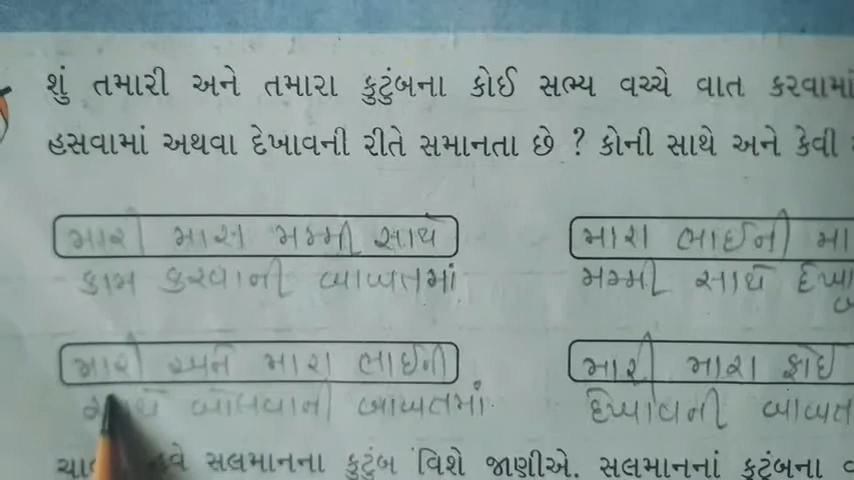 શું તમારી અને તમારા કુટુંબના કોઈ સભ્ય વચ્ચે વાત કરવામાં
હસવામાં અથવા દેખાવની રીતે સમાનતા છે ? કોની સાથે અને કેવી
મારી મારા મમ્મી સાથે
મારા ભાઈની મા
કામ કરવાની બાબતમાં
મમ્મી સાથે દેખા
મારી અને મારા ભાઈની
મારી મારા ફોઈ
સાથે બોલવાની બાબતમાં
દેખાવની બાબત
સલમાનના કુટુંબ વિશે જાણીએ. સલમાનનાં કુટુંબના